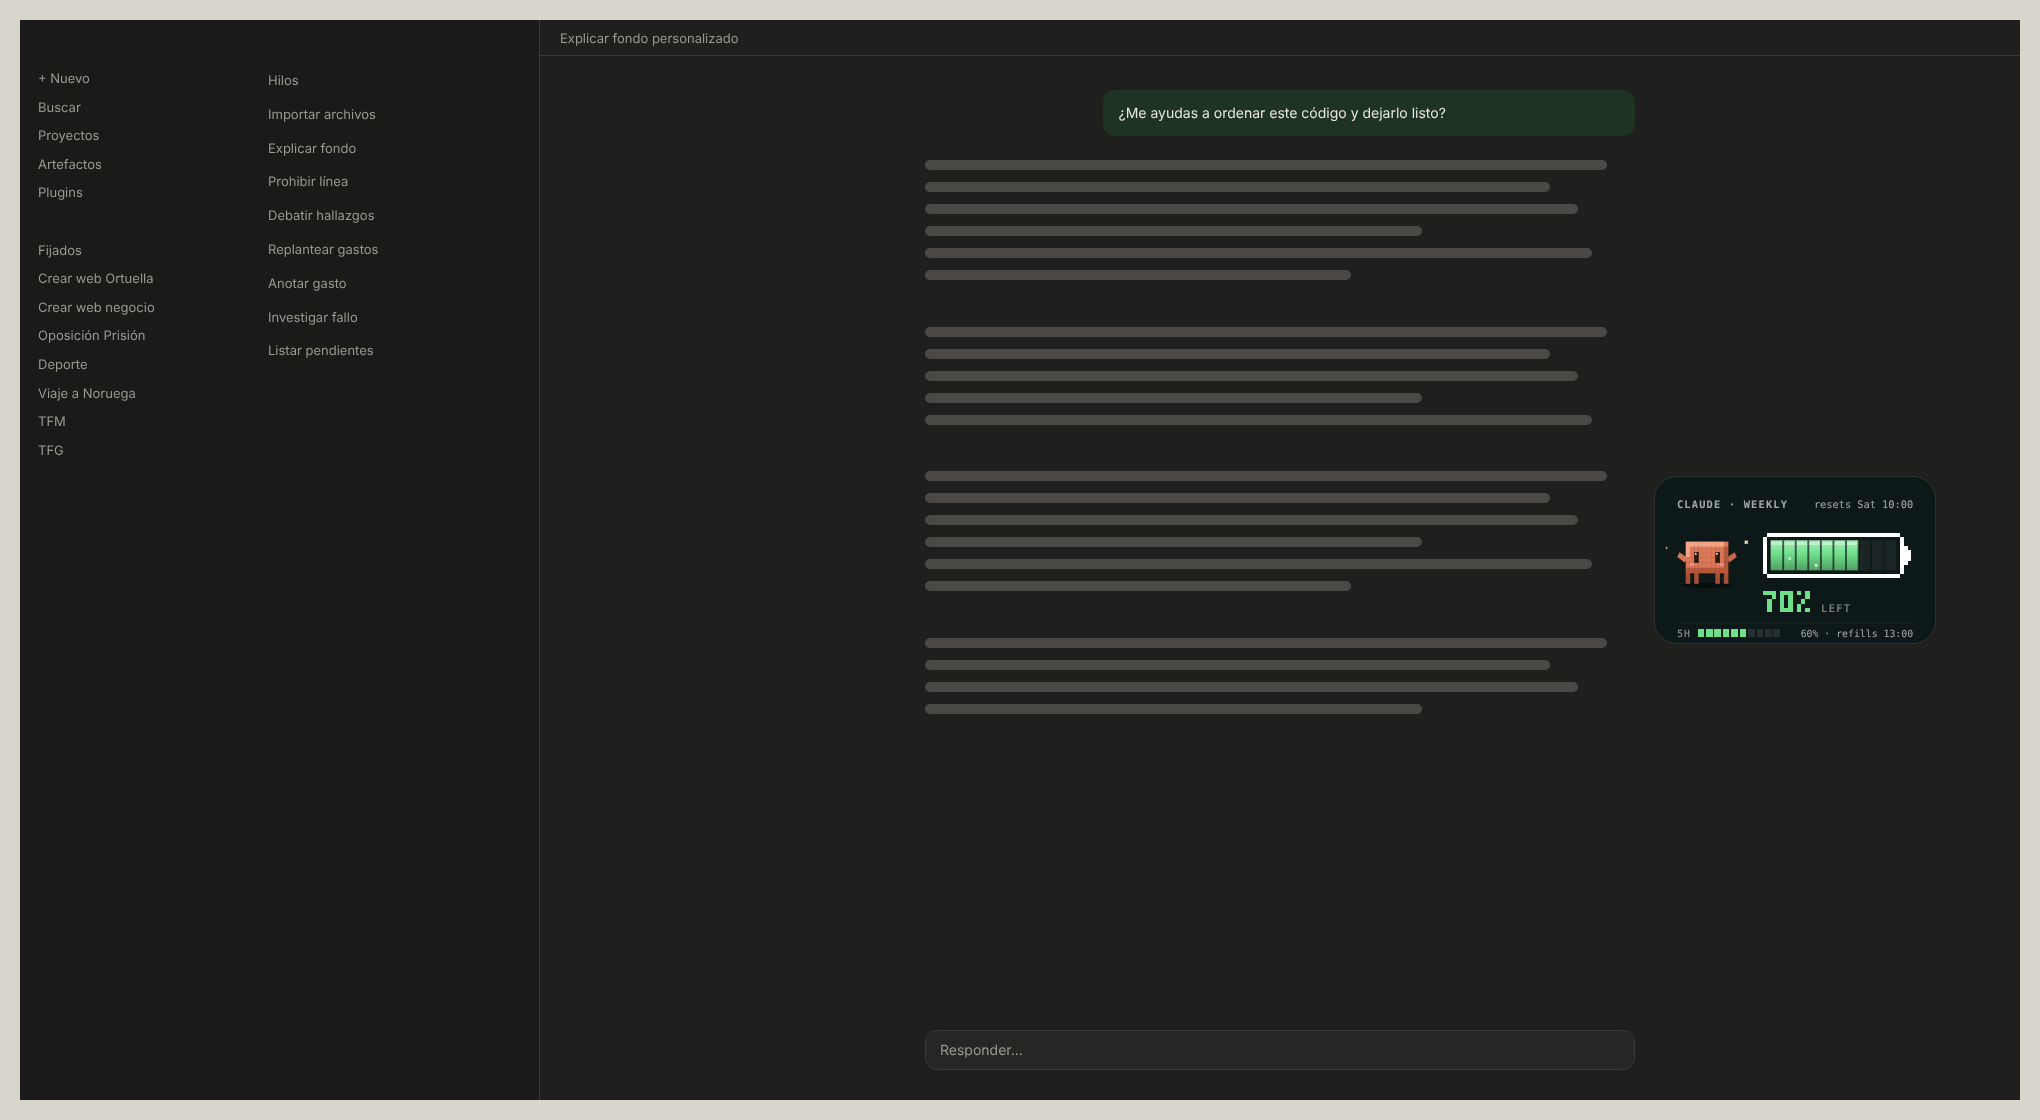 + Nuevo
Buscar
Proyectos
Artefactos
Plugins
Fijados
Crear web Ortuella
Crear web negocio
Oposición Prisión
Deporte
Viaje a Noruega
TFM
TFG
Hilos
Importar archivos
Explicar fondo
Prohibir línea
Debatir hallazgos
Replantear gastos
Anotar gasto
Investigar fallo
Listar pendientes
Explicar fondo personalizado
¿Me ayudas a ordenar este código y dejarlo listo?
CLAUDE · WEEKLY resets Sat 10:00
70% LEFT
5H 60% · refills 13:00
Responder...